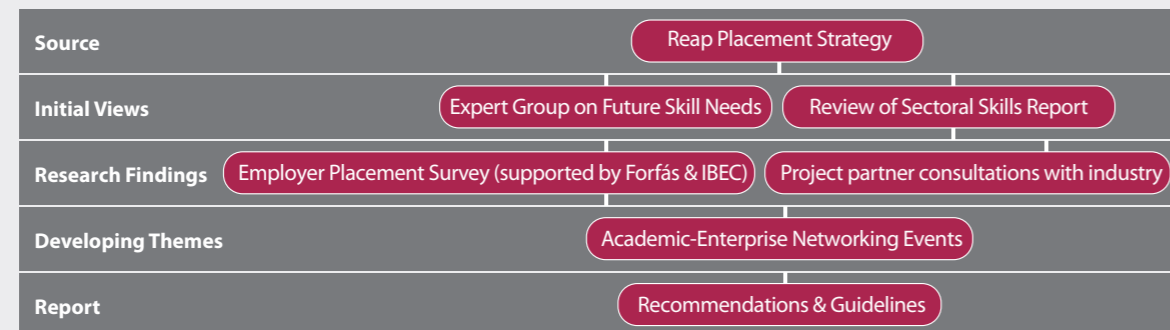 Source
Reap Placement Strategy
Initial Views
Expert Group on Future Skill Needs
Review of Sectoral Skills Report
Research Findings
Employer Placement Survey (supported by Forfás & IBEC)
Project partner consultations with industry
Developing Themes
Academic-Enterprise Networking Events
Report
Recommendations & Guidelines